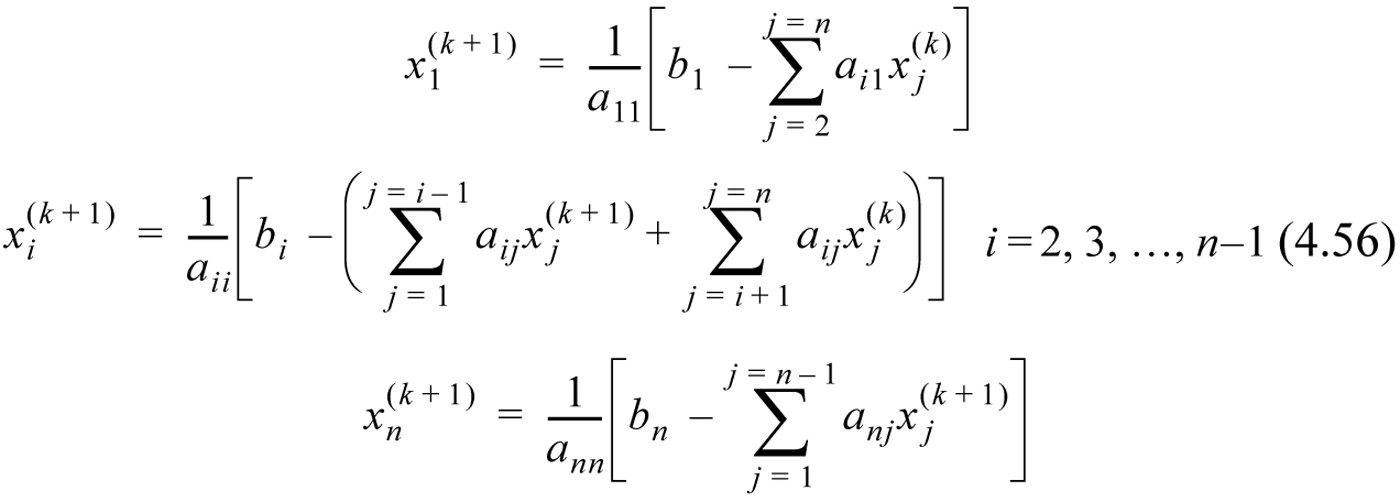 x_1^{(k+1)} = \frac{1}{a_{11}}\left[b_1 - \sum_{j=2}^{j=n} a_{i1} x_j^{(k)}\right]
x_i^{(k+1)} = \frac{1}{a_{ii}}\left[b_i - \left(\sum_{j=1}^{j=i-1} a_{ij} x_j^{(k+1)} + \sum_{j=i+1}^{j=n} a_{ij} x_j^{(k)}\right)\right] i = 2, 3, …, n–1 (4.56)
x_n^{(k+1)} = \frac{1}{a_{nn}}\left[b_n - \sum_{j=1}^{j=n-1} a_{nj} x_j^{(k+1)}\right]